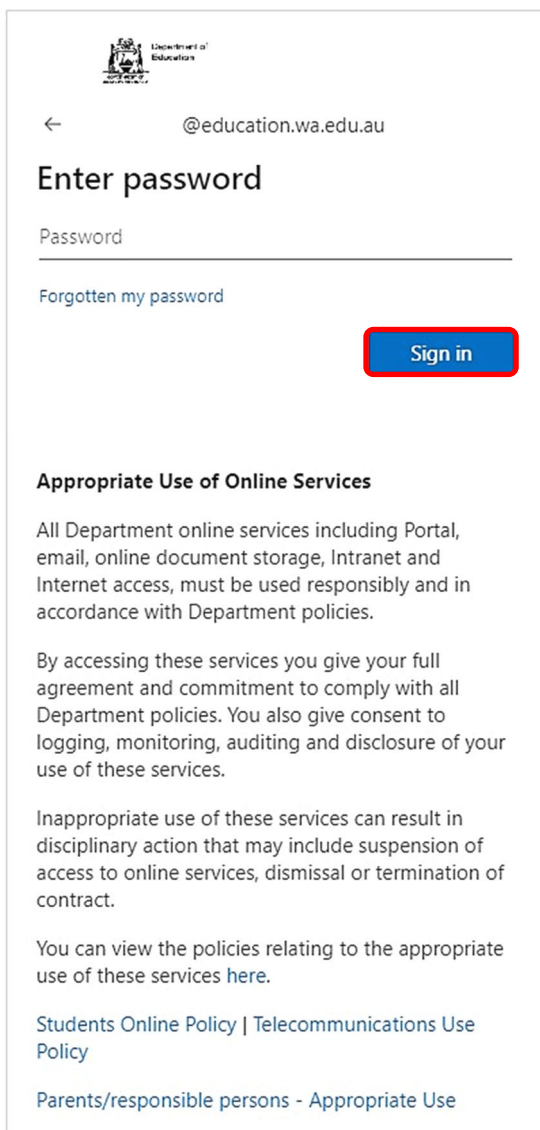 Department of
Education
← @education.wa.edu.au
Enter password
Password
Forgotten my password
Sign in
Appropriate Use of Online Services
All Department online services including Portal,
email, online document storage, Intranet and
Internet access, must be used responsibly and in
accordance with Department policies.
By accessing these services you give your full
agreement and commitment to comply with all
Department policies. You also give consent to
logging, monitoring, auditing and disclosure of your
use of these services.
Inappropriate use of these services can result in
disciplinary action that may include suspension of
access to online services, dismissal or termination of
contract.
You can view the policies relating to the appropriate
use of these services here.
Students Online Policy | Telecommunications Use
Policy
Parents/responsible persons - Appropriate Use